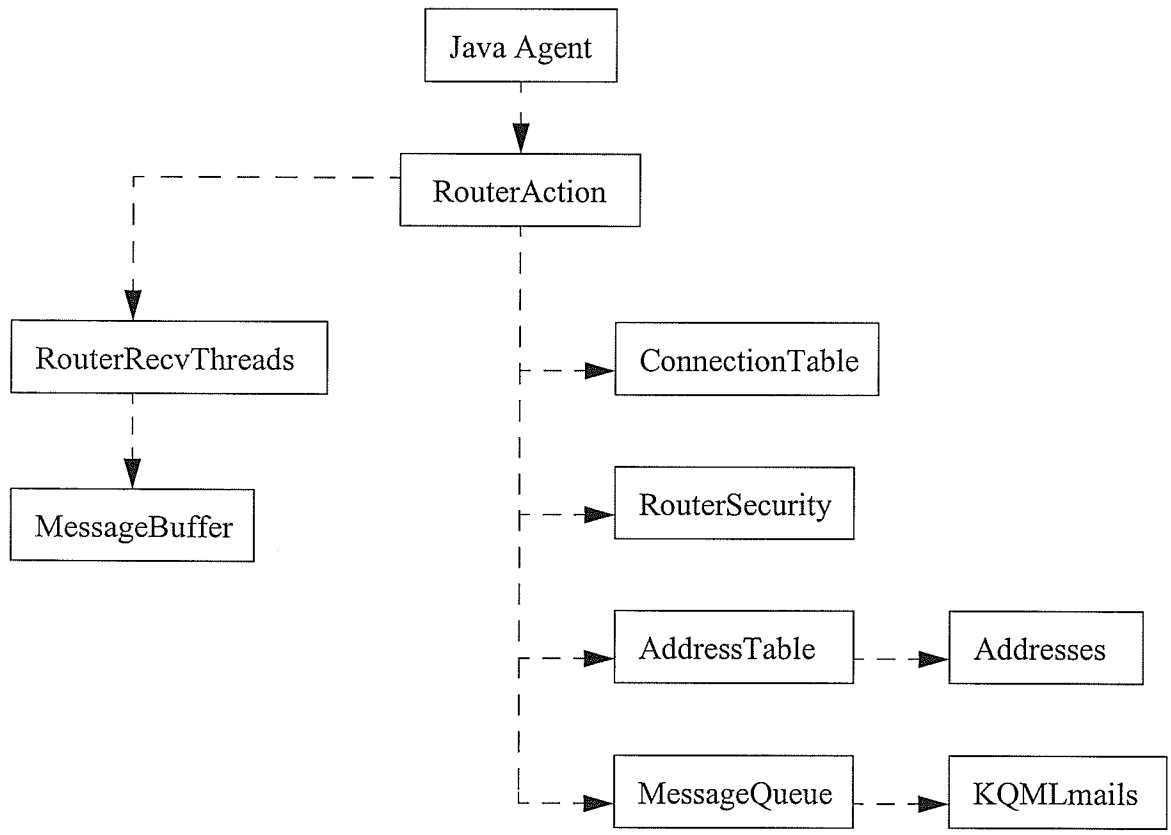 Java Agent
RouterAction
RouterRecvThreads
ConnectionTable
MessageBuffer
RouterSecurity
AddressTable
Addresses
MessageQueue
KQMLmails